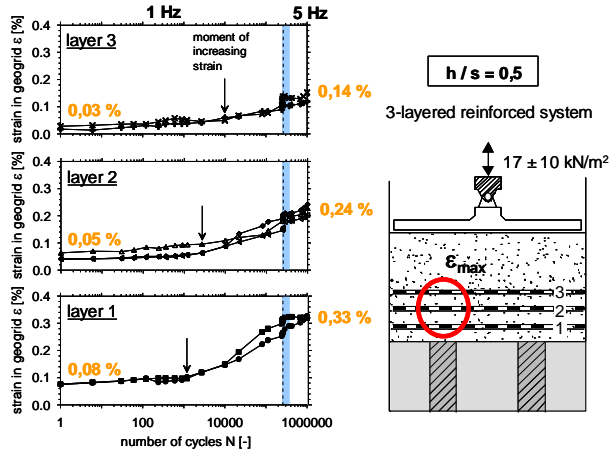 1 Hz
5 Hz
strain in geogrid ε [%]
0.4
0.3
0.2
0.1
0.0
layer 3
moment of
increasing
strain
0,03 %
0,14 %
strain in geogrid ε [%]
0.4
0.3
0.2
0.1
0.0
layer 2
0,05 %
0,24 %
strain in geogrid ε [%]
0.4
0.3
0.2
0.1
0.0
layer 1
0,08 %
0,33 %
1
100
10000
1000000
number of cycles N [-]
h / s = 0,5
3-layered reinforced system
17 ± 10 kN/m²
εmax
3
2
1